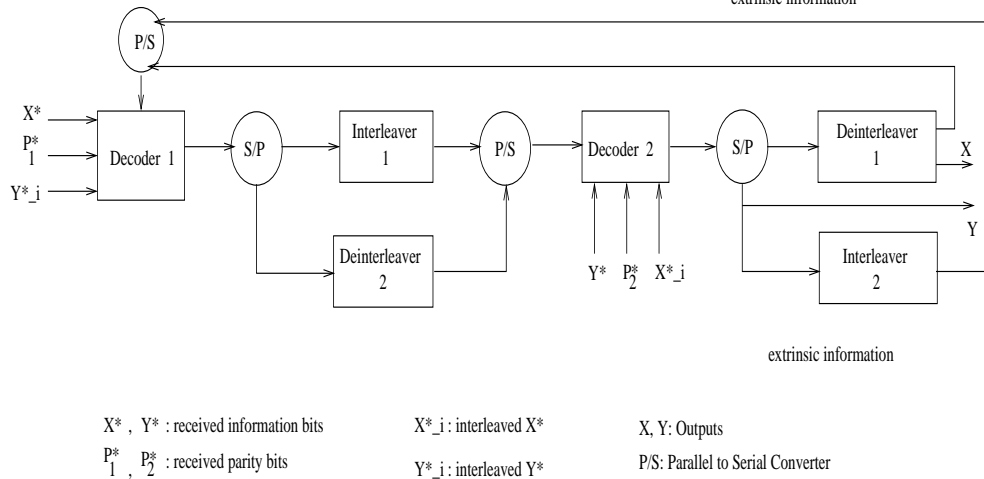 extrinsic information
P/S
X*
P*
1
Y*_i
Decoder 1
S/P
Interleaver
1
Deinterleaver
2
P/S
Decoder 2
Y*
P*
2
X*_i
S/P
Deinterleaver
1
X
Y
Interleaver
2
extrinsic information
X* , Y* : received information bits
X*_i : interleaved X*
X, Y: Outputs
P*
1 , P*
2 : received parity bits
Y*_i : interleaved Y*
P/S: Parallel to Serial Converter